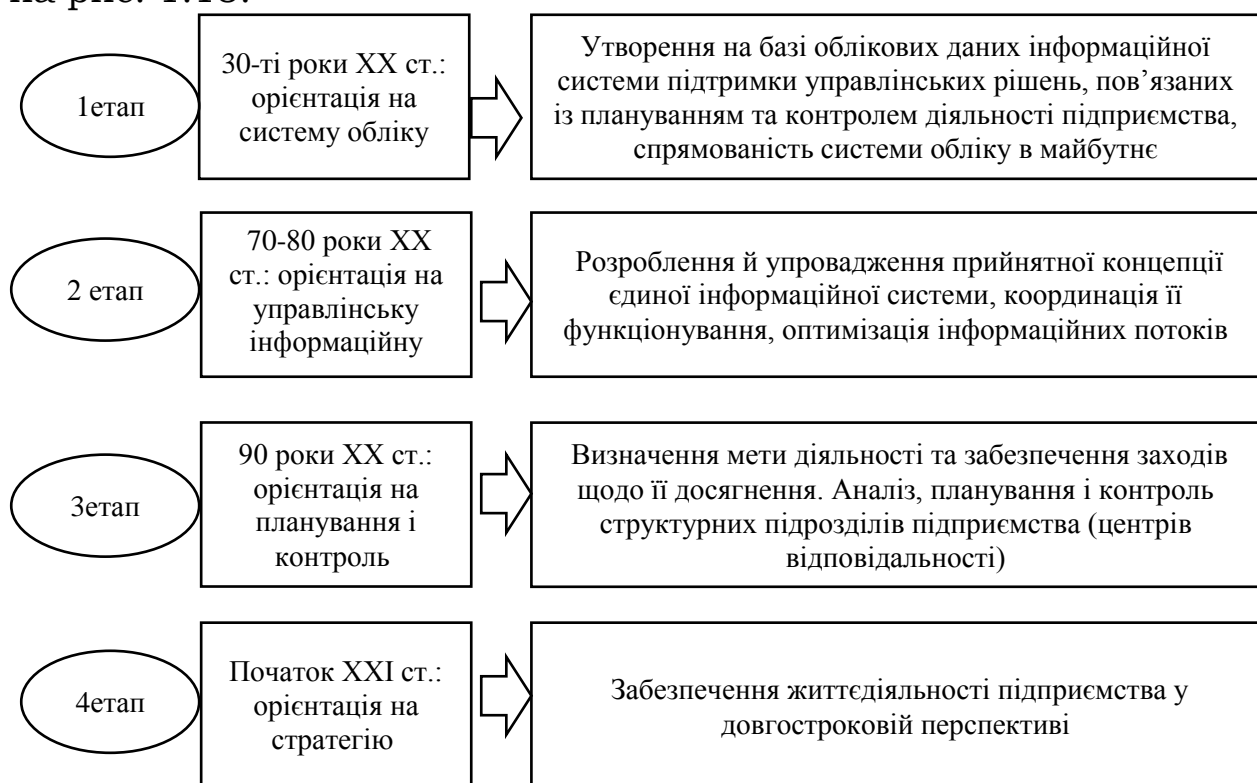 на рис. 1.13.
1етап
30-ті роки XX ст.:
орієнтація на
систему обліку
Утворення на базі облікових даних інформаційної
системи підтримки управлінських рішень, пов’язаних
із плануванням та контролем діяльності підприємства,
спрямованість системи обліку в майбутнє
2 етап
70-80 роки XX
ст.: орієнтація на
управлінську
інформаційну
Розроблення й упровадження прийнятної концепції
єдиної інформаційної системи, координація її
функціонування, оптимізація інформаційних потоків
3етап
90 роки XX ст.:
орієнтація на
планування і
контроль
Визначення мети діяльності та забезпечення заходів
щодо її досягнення. Аналіз, планування і контроль
структурних підрозділів підприємства (центрів
відповідальності)
4етап
Початок XXI ст.:
орієнтація на
стратегію
Забезпечення життєдіяльності підприємства у
довгостроковій перспективі